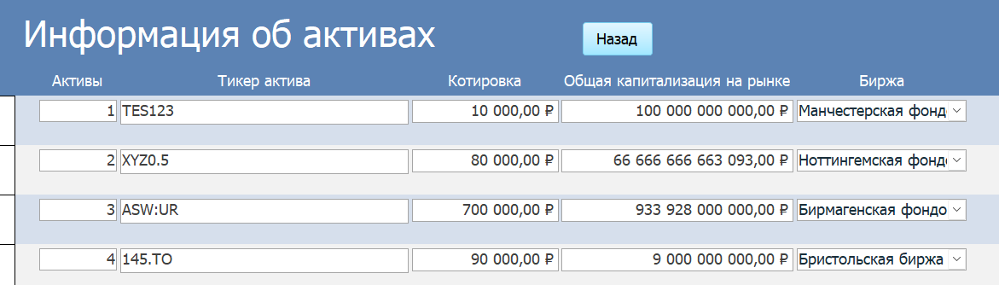 Информация об активах
Назад
Активы Тикер актива Котировка Общая капитализация на рынке Биржа
1 TES123 10 000,00 ₽ 100 000 000 000,00 ₽ Манчестерская фонд
2 XYZ0.5 80 000,00 ₽ 66 666 666 663 093,00 ₽ Ноттингемская фонд
3 ASW:UR 700 000,00 ₽ 933 928 000 000,00 ₽ Бирмагенская фондо
4 145.TO 90 000,00 ₽ 9 000 000 000,00 ₽ Бристольская биржа